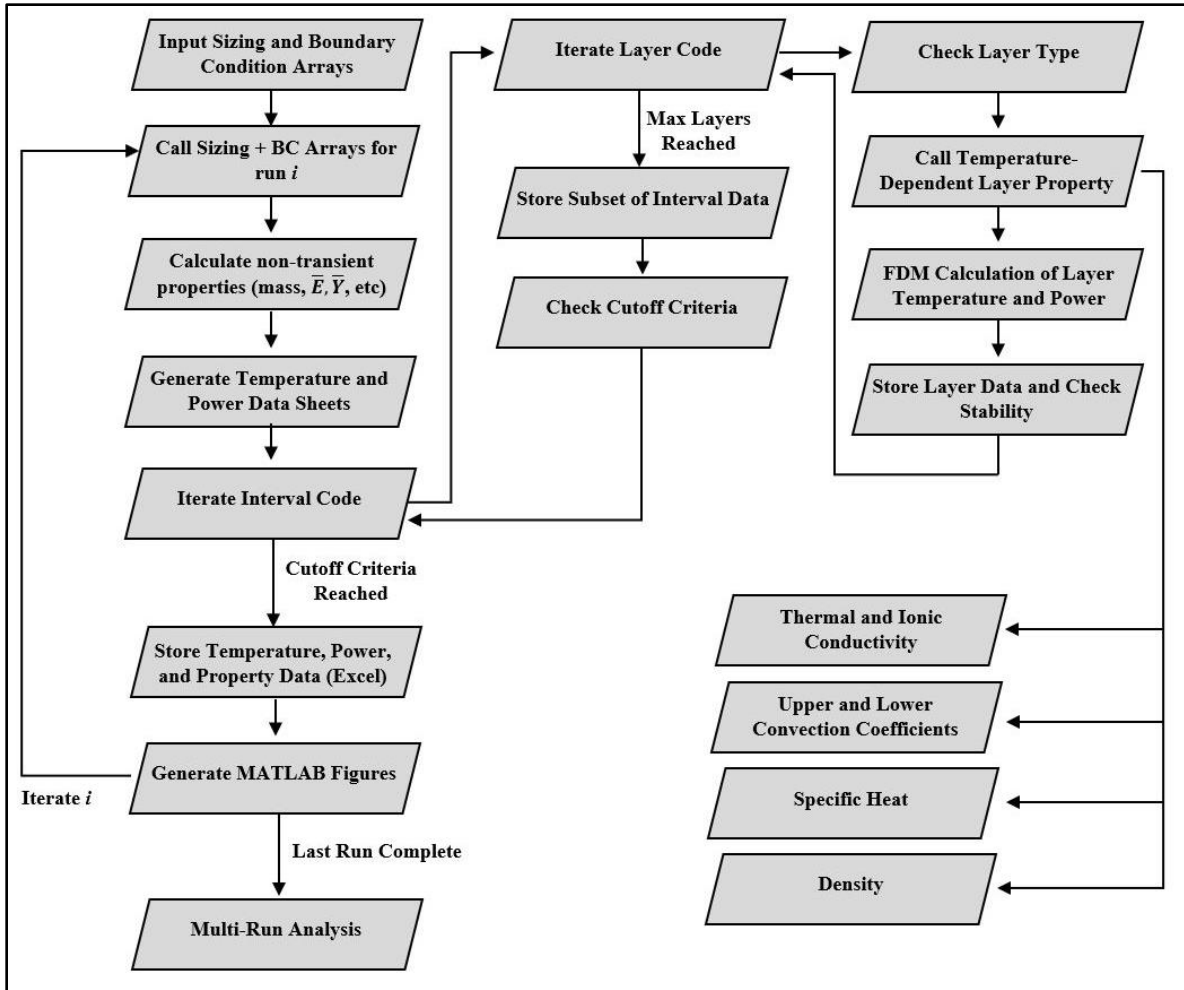 Input Sizing and Boundary
Condition Arrays
Call Sizing + BC Arrays for
run i
Calculate non-transient
properties (mass, E̅, Y̅, etc)
Generate Temperature and
Power Data Sheets
Iterate Interval Code
Cutoff Criteria
Reached
Store Temperature, Power,
and Property Data (Excel)
Generate MATLAB Figures
Iterate i
Last Run Complete
Multi-Run Analysis
Iterate Layer Code
Max Layers
Reached
Store Subset of Interval Data
Check Cutoff Criteria
Check Layer Type
Call Temperature-
Dependent Layer Property
FDM Calculation of Layer
Temperature and Power
Store Layer Data and Check
Stability
Thermal and Ionic
Conductivity
Upper and Lower
Convection Coefficients
Specific Heat
Density